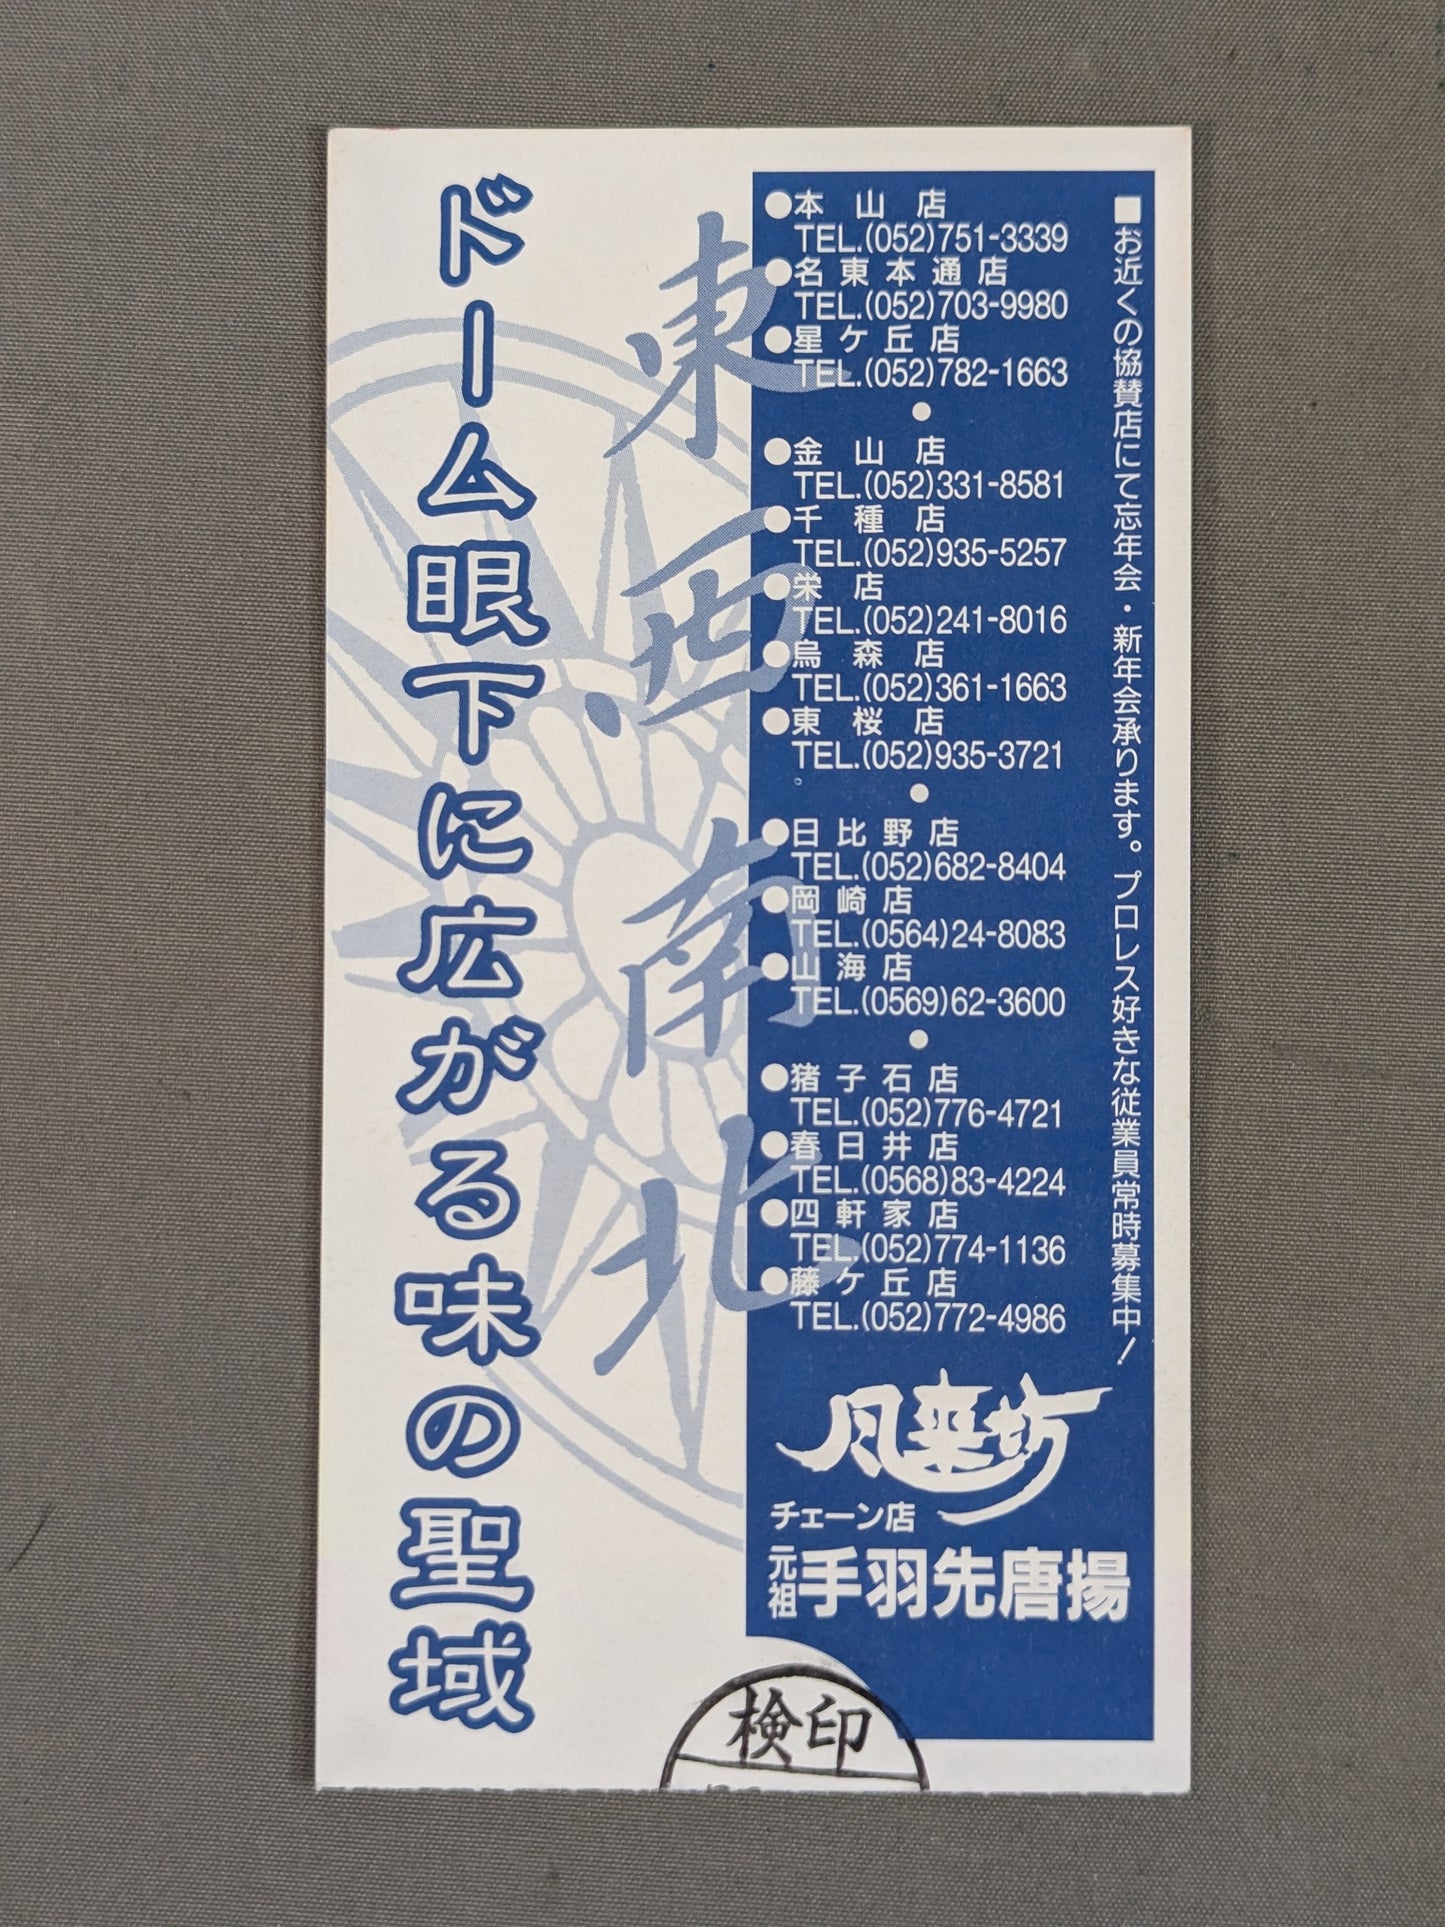 ■お近くの協賛店にて忘年会・新年会承ります。プロレス好きな従業員常時募集中！
●本山店
TEL.(052)751-3339
●名東本通店
TEL.(052)703-9980
●星ケ丘店
TEL.(052)782-1663
●
●金山店
TEL.(052)331-8581
●千種店
TEL.(052)935-5257
●栄店
TEL.(052)241-8016
●烏森店
TEL.(052)361-1663
●東桜店
TEL.(052)935-3721
●
●日比野店
TEL.(052)682-8404
●岡崎店
TEL.(0564)24-8083
●山海店
TEL.(0569)62-3600
●
●猪子石店
TEL.(052)776-4721
●春日井店
TEL.(0568)83-4224
●四軒家店
TEL.(052)774-1136
●藤ケ丘店
TEL.(052)772-4986
風来坊
チェーン店
元祖手羽先唐揚
東西南北
ドーム眼下に広がる味の聖域
検印